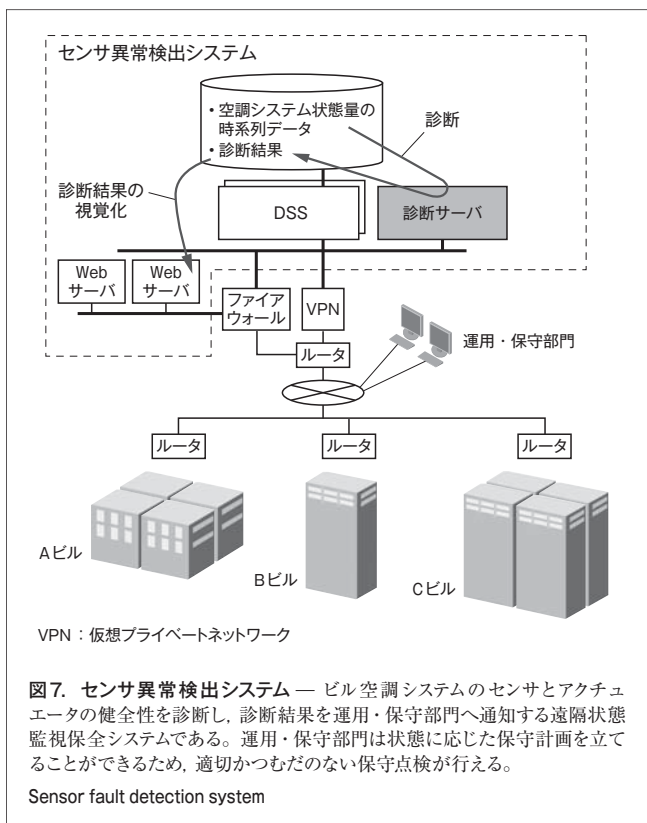 センサ異常検出システム
・空調システム状態量の
時系列データ
・診断結果
診断
診断結果の
視覚化
DSS
診断サーバ
Web
サーバ
Web
サーバ
ファイア
ウォール
VPN
ルータ
運用・保守部門
ルータ
ルータ
ルータ
Aビル
Bビル
Cビル
VPN：仮想プライベートネットワーク
図7. センサ異常検出システム — ビル空調システムのセンサとアクチュ
エータの健全性を診断し, 診断結果を運用・保守部門へ通知する遠隔状態
監視保全システムである。運用・保守部門は状態に応じた保守計画を立て
ることができるため, 適切かつむだのない保守点検が行える。
Sensor fault detection system